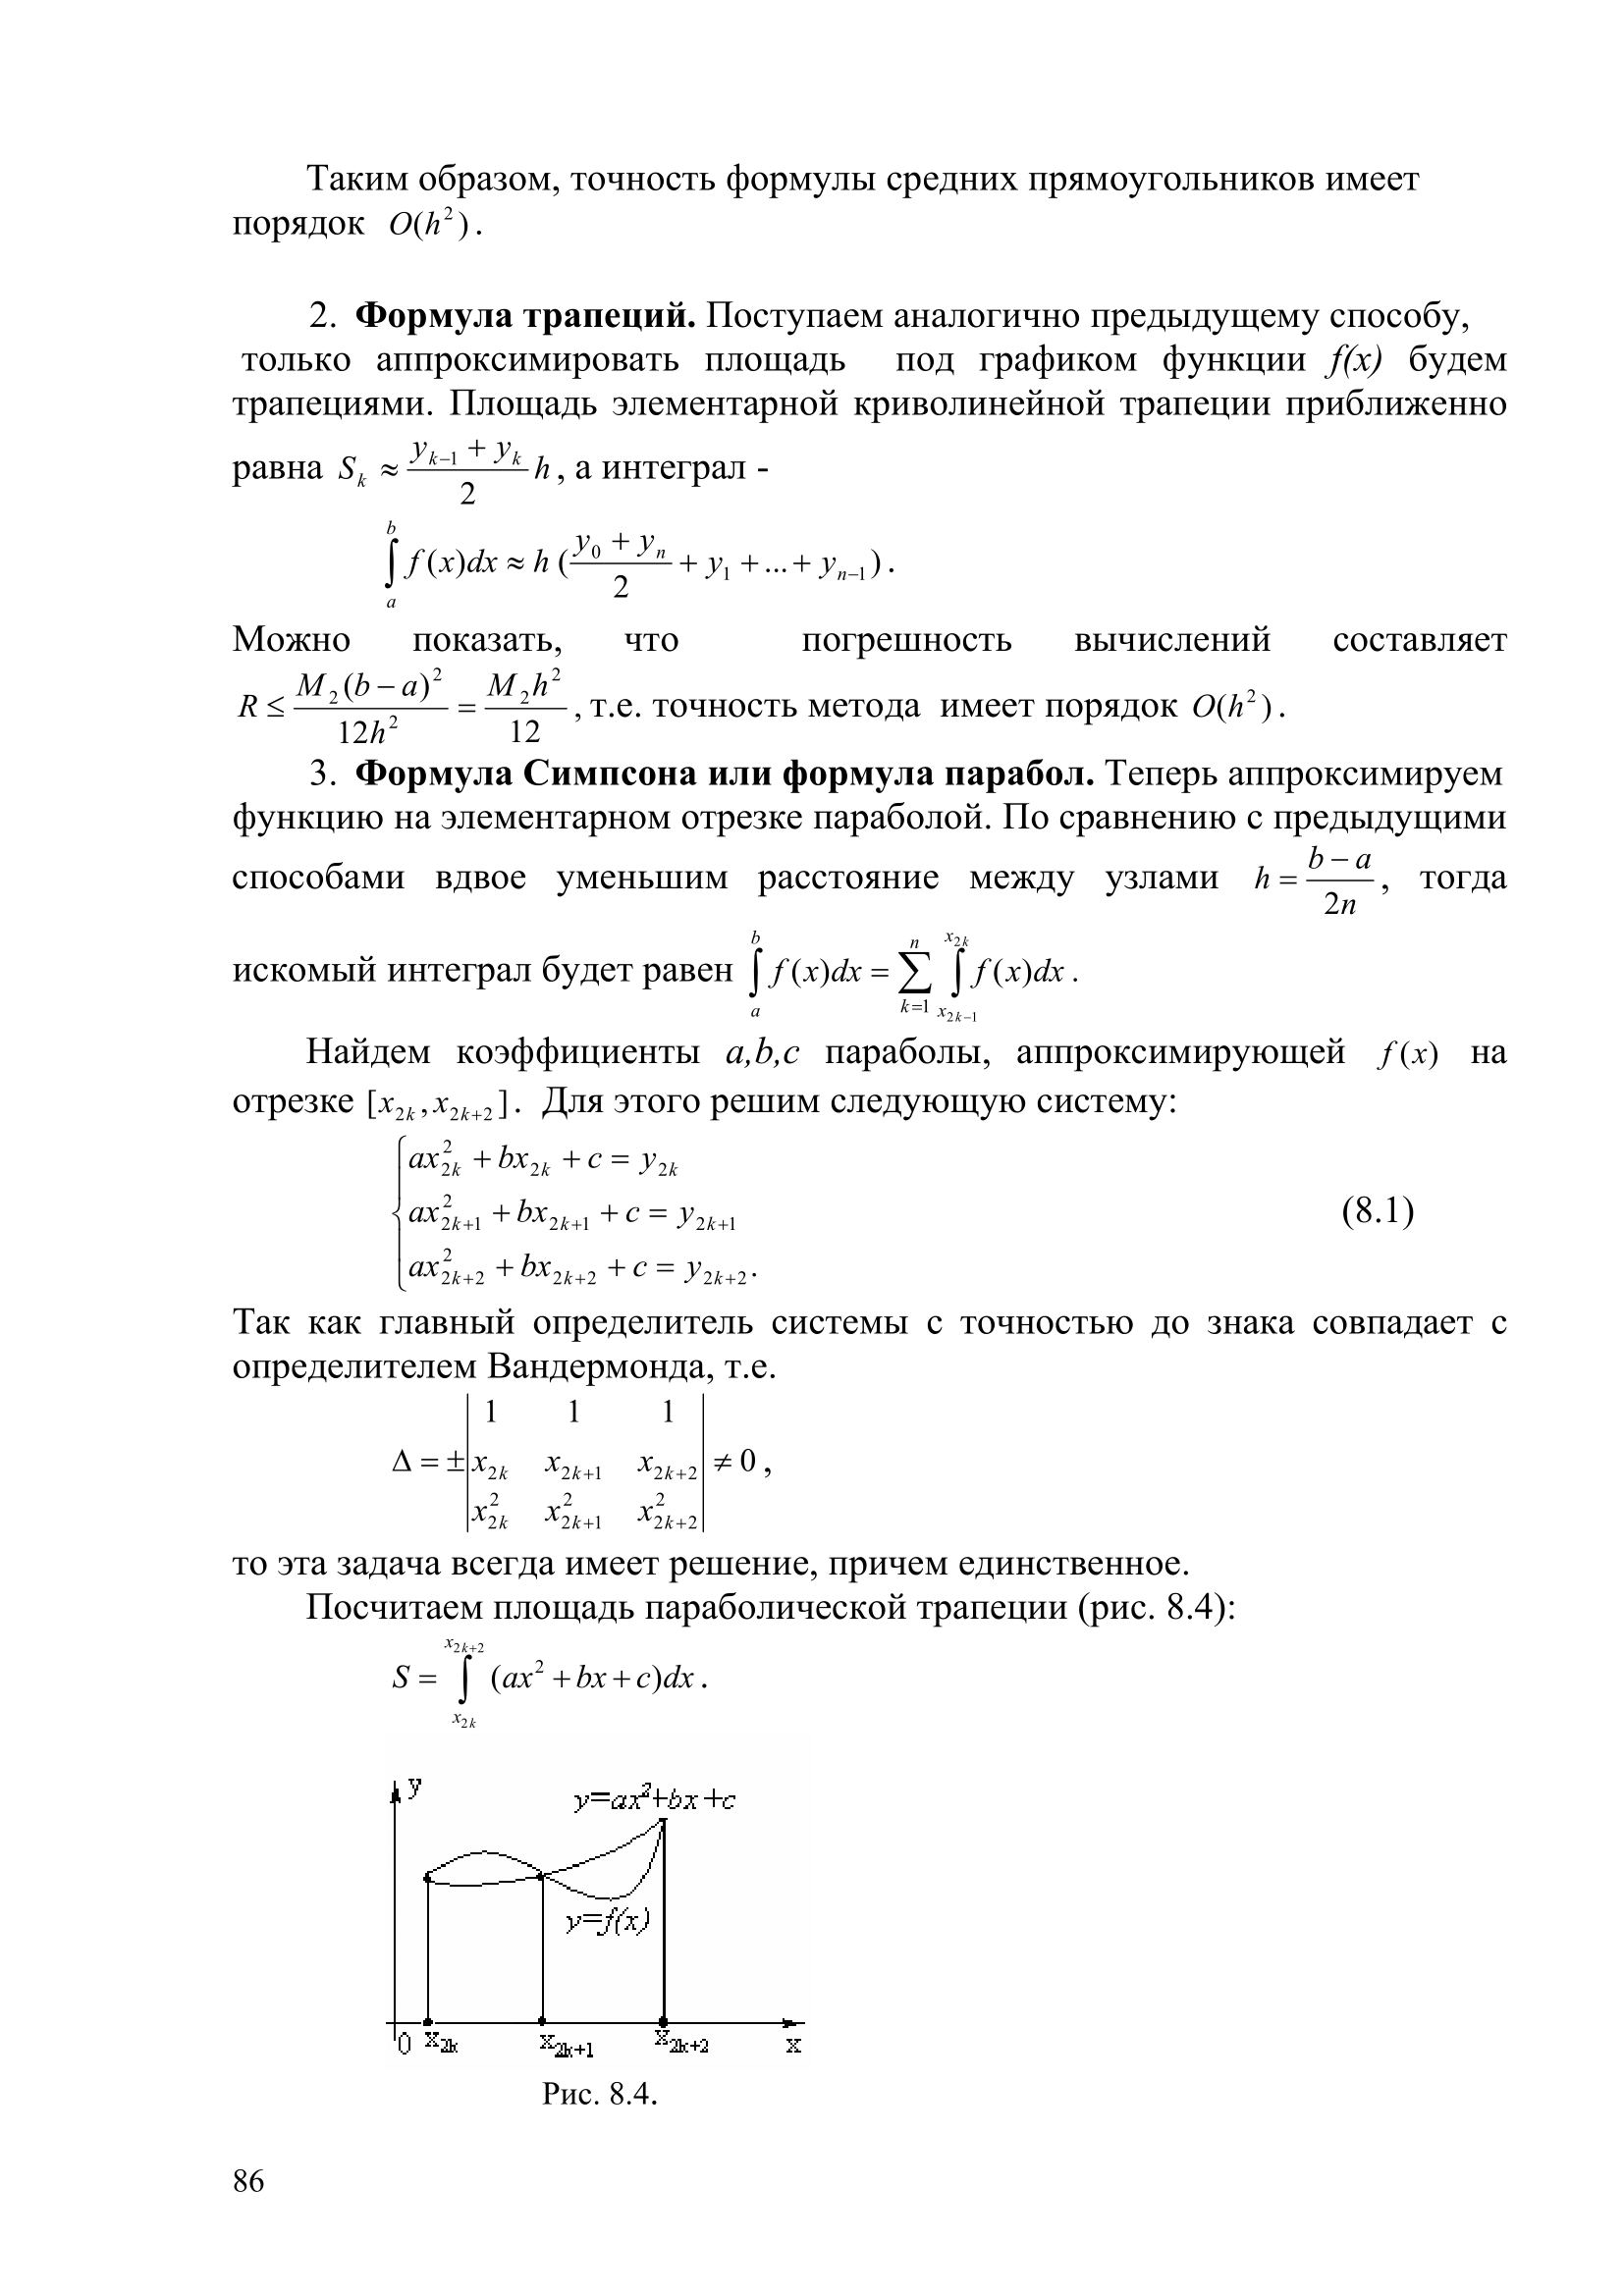 Таким образом, точность формулы средних прямоугольников имеет
порядок O(h²).
2. Формула трапеций. Поступаем аналогично предыдущему способу,
только аппроксимировать площадь под графиком функции f(x) будем
трапециями. Площадь элементарной криволинейной трапеции приближенно
равна $S_k \approx \frac{y_{k-1} + y_k}{2} h$, а интеграл -
$\int_a^b f(x)dx \approx h (\frac{y_0 + y_n}{2} + y_1 + ... + y_{n-1})$.
Можно показать, что погрешность вычислений составляет
$R \leq \frac{M_2 (b-a)^2}{12h^2} = \frac{M_2 h^2}{12}$, т.е. точность метода имеет порядок O(h²).
3. Формула Симпсона или формула парабол. Теперь аппроксимируем
функцию на элементарном отрезке параболой. По сравнению с предыдущими
способами вдвое уменьшим расстояние между узлами $h = \frac{b-a}{2n}$, тогда
искомый интеграл будет равен $\int_a^b f(x)dx = \sum_{k=1}^n \int_{x_{2k-1}}^{x_{2k}} f(x)dx$.
Найдем коэффициенты a,b,c параболы, аппроксимирующей f(x) на
отрезке $[x_{2k}, x_{2k+2}]$. Для этого решим следующую систему:
$ax_{2k}^2 + bx_{2k} + c = y_{2k}$
$ax_{2k+1}^2 + bx_{2k+1} + c = y_{2k+1}$ (8.1)
$ax_{2k+2}^2 + bx_{2k+2} + c = y_{2k+2}.$
Так как главный определитель системы с точностью до знака совпадает с
определителем Вандермонда, т.е.
$\Delta = \pm \begin{vmatrix} 1 & 1 & 1 \\ x_{2k} & x_{2k+1} & x_{2k+2} \\ x_{2k}^2 & x_{2k+1}^2 & x_{2k+2}^2 \end{vmatrix} \neq 0$,
то эта задача всегда имеет решение, причем единственное.
Посчитаем площадь параболической трапеции (рис. 8.4):
$S = \int_{x_{2k}}^{x_{2k+2}} (ax^2 + bx + c)dx$.
y
y=ax²+bx+c
y=f(x)
0 $x_{2k}$ $x_{2k+1}$ $x_{2k+2}$ x
Рис. 8.4.
86